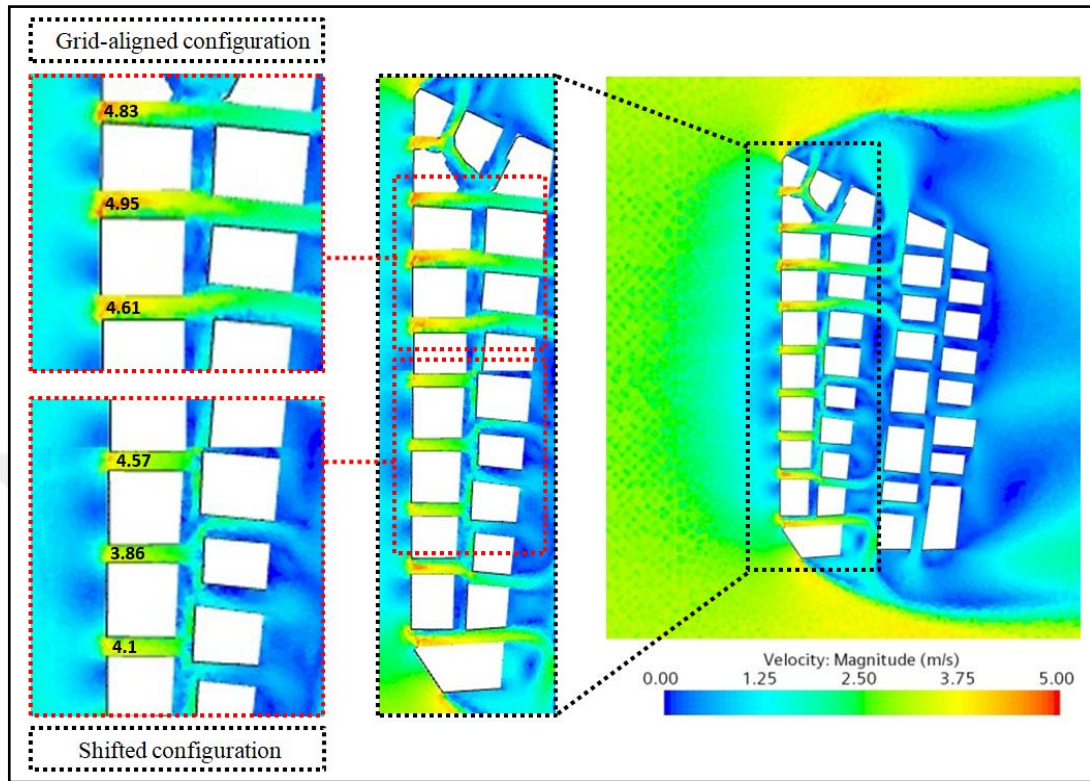 Grid-aligned configuration
4.83
4.95
4.61
4.57
3.86
4.1
Shifted configuration
Velocity: Magnitude (m/s)
0.00 1.25 2.50 3.75 5.00